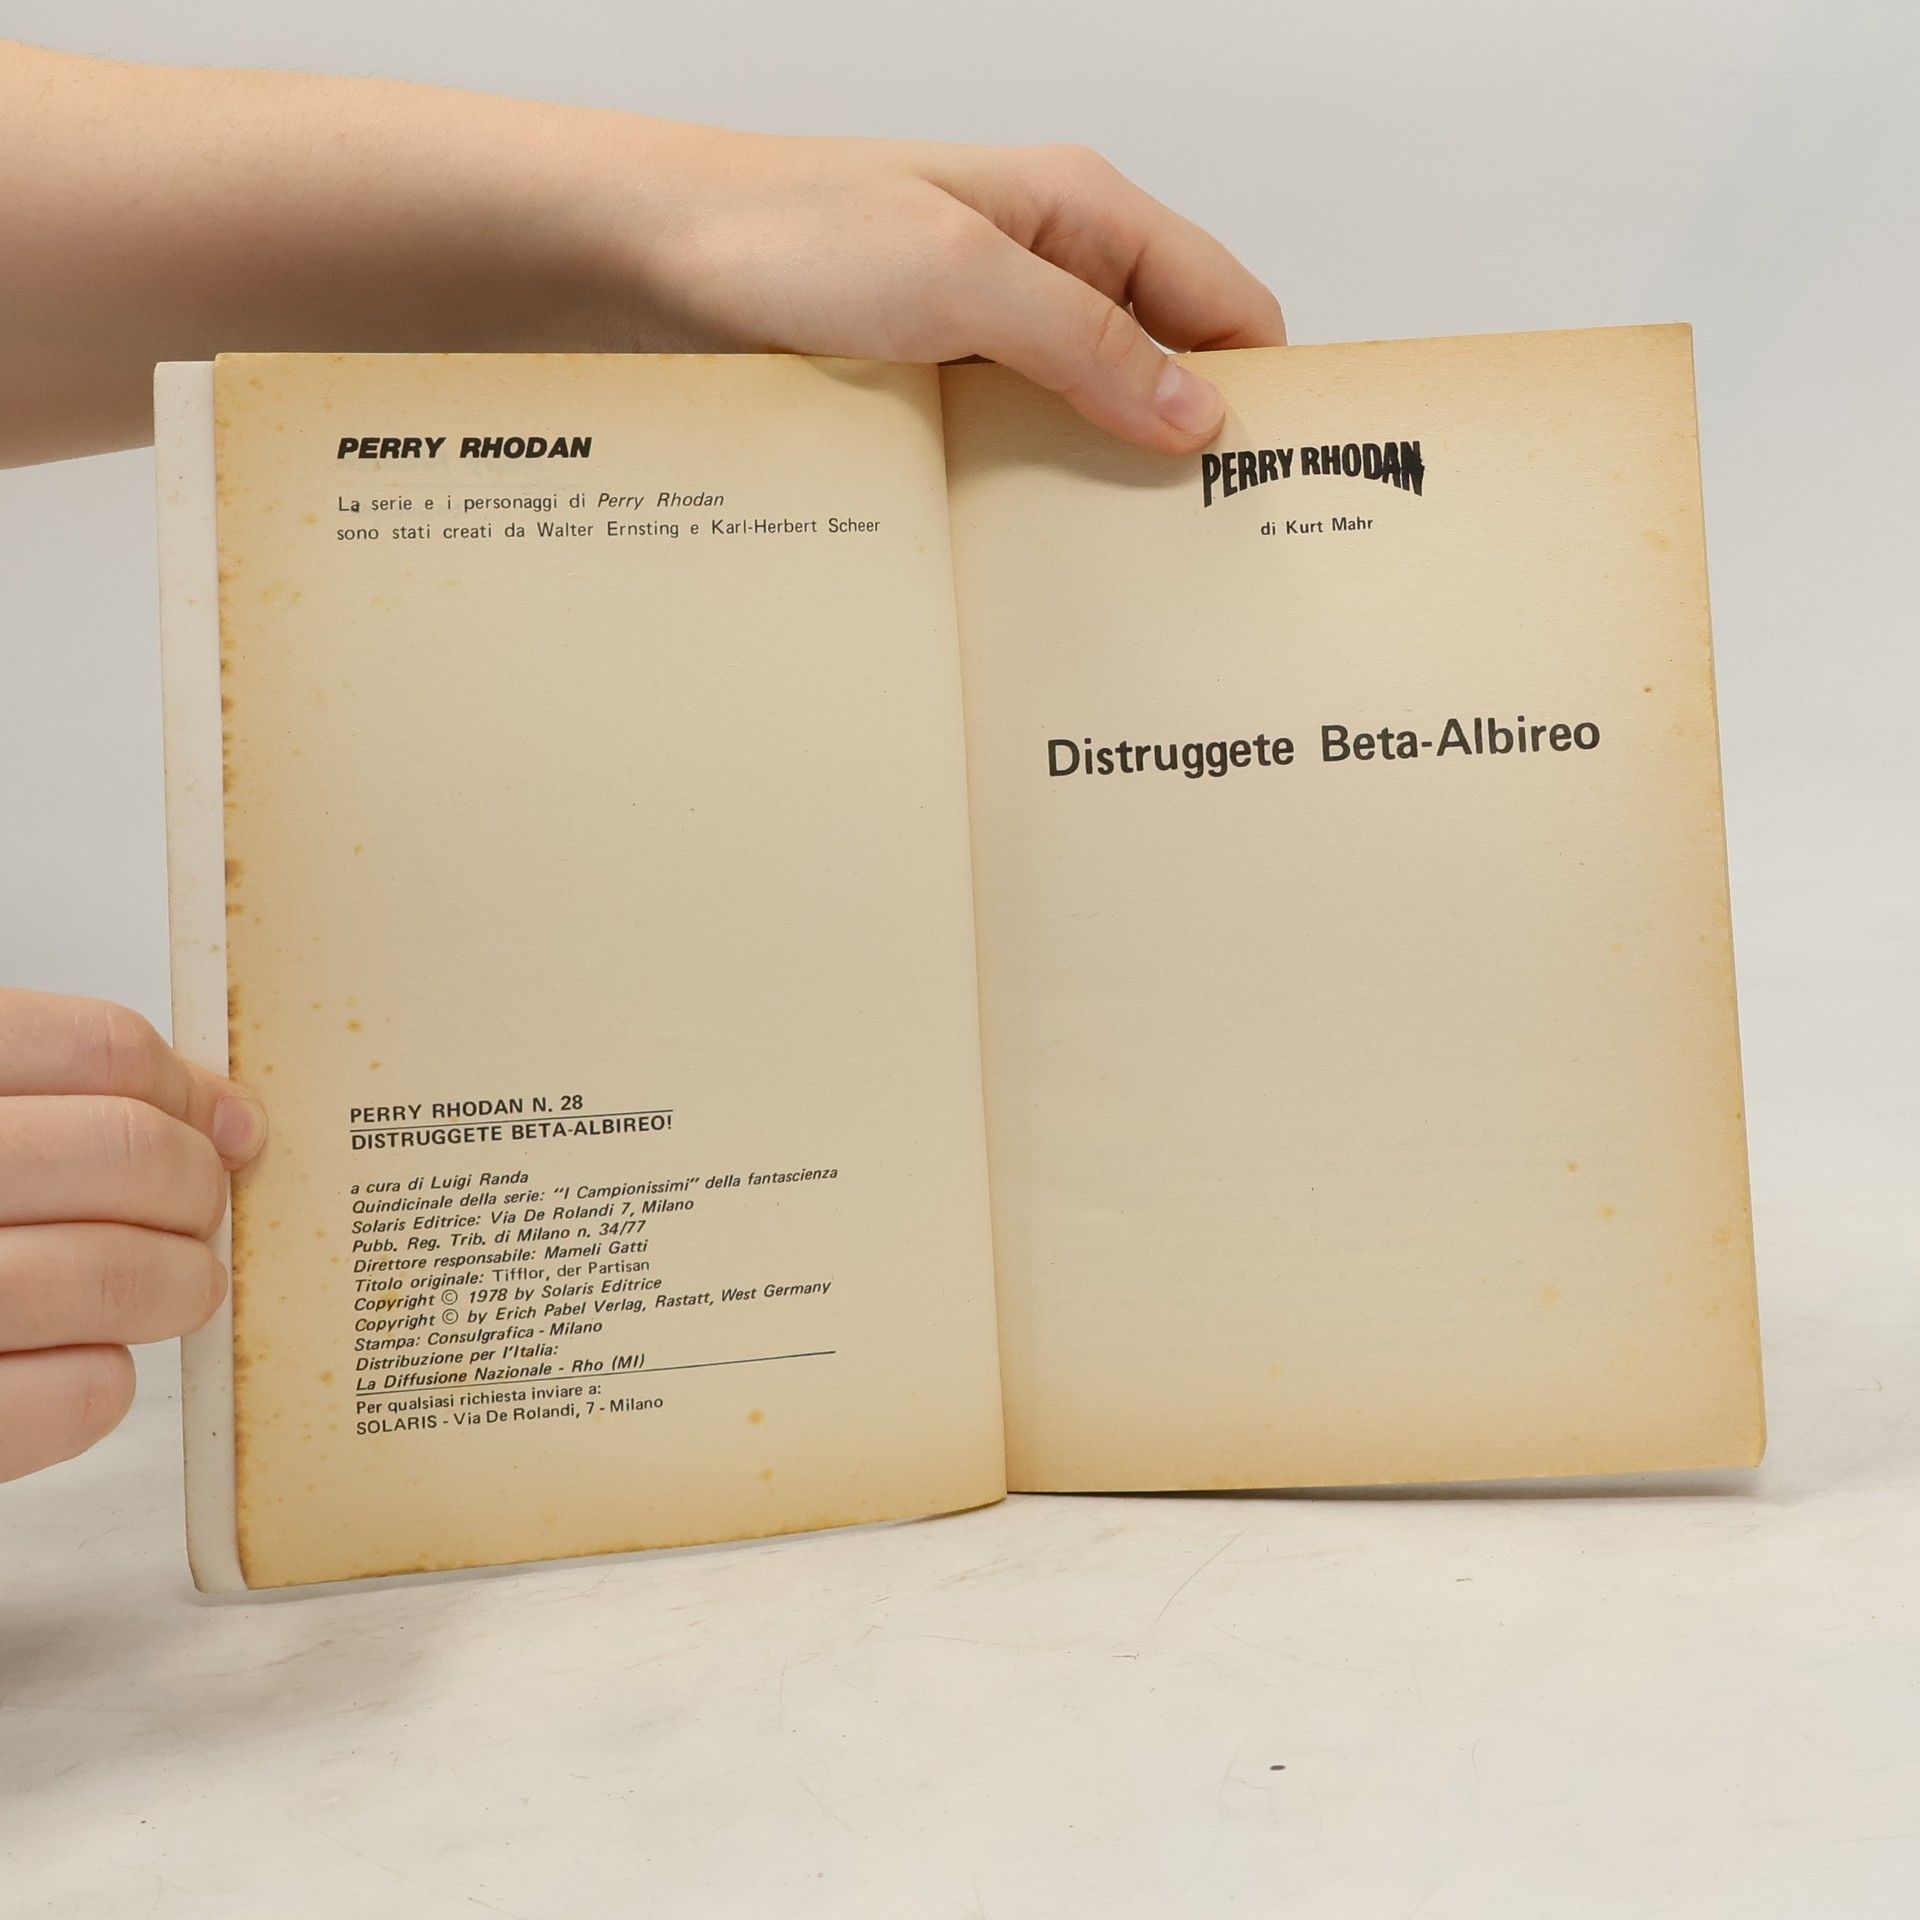 PERRY RHODAN
La serie e i personaggi di Perry Rhodan
sono stati creati da Walter Ernsting e Karl-Herbert Scheer
PERRY RHODAN N. 28
DISTRUGGETE BETA-ALBIREO!
a cura di Luigi Randa
Quindicinale della serie: “I Campionissimi” della fantascienza
Solaris Editrice: Via De Rolandi 7, Milano
Pubb. Reg. Trib. di Milano n. 34/77
Direttore responsabile: Mameli Gatti
Titolo originale: Tifflor, der Partisan
Copyright © 1978 by Solaris Editrice
Copyright © by Erich Pabel Verlag, Rastatt, West Germany
Stampa: Consulgrafica - Milano
Distribuzione per l'Italia:
La Diffusione Nazionale - Rho (MI)
Per qualsiasi richiesta inviare a:
SOLARIS - Via De Rolandi, 7 - Milano
PERRY RHODAN
di Kurt Mahr
Distruggete Beta-Albireo